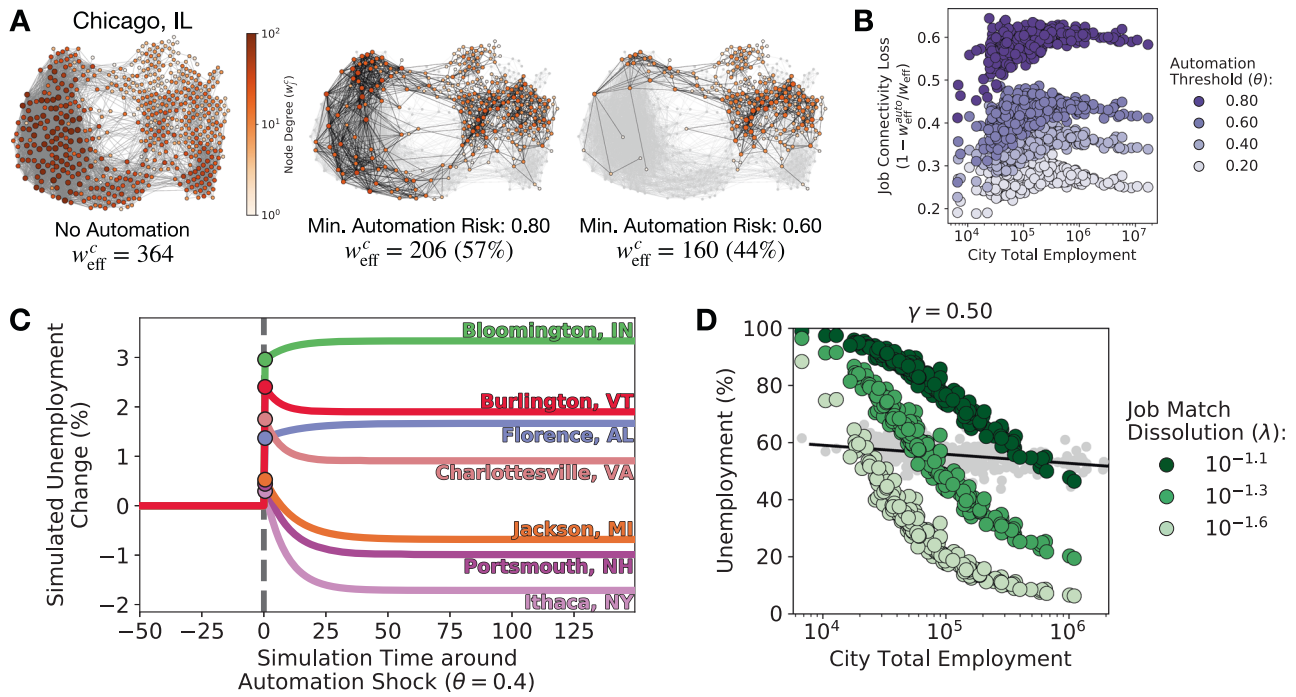 A
Chicago, IL
10²
10¹
10⁰
Node Degree (wᵢᶜ)
No Automation
w_eff^c = 364
Min. Automation Risk: 0.80
w_eff^c = 206 (57%)
Min. Automation Risk: 0.60
w_eff^c = 160 (44%)
B
Job Connectivity Loss
(1 − w_eff^auto/w_eff)
0.6
0.5
0.4
0.3
0.2
10⁴
10⁵
10⁶
10⁷
City Total Employment
Automation
Threshold (θ):
0.80
0.60
0.40
0.20
C
Simulated Unemployment
Change (%)
3
2
1
0
−1
−2
Bloomington, IN
Burlington, VT
Florence, AL
Charlottesville, VA
Jackson, MI
Portsmouth, NH
Ithaca, NY
−50
−25
0
25
50
75
100
125
Simulation Time around
Automation Shock (θ = 0.4)
D
γ = 0.50
Unemployment (%)
100
80
60
40
20
0
10⁴
10⁵
10⁶
City Total Employment
Job Match
Dissolution (λ):
10⁻¹·¹
10⁻¹·³
10⁻¹·⁶